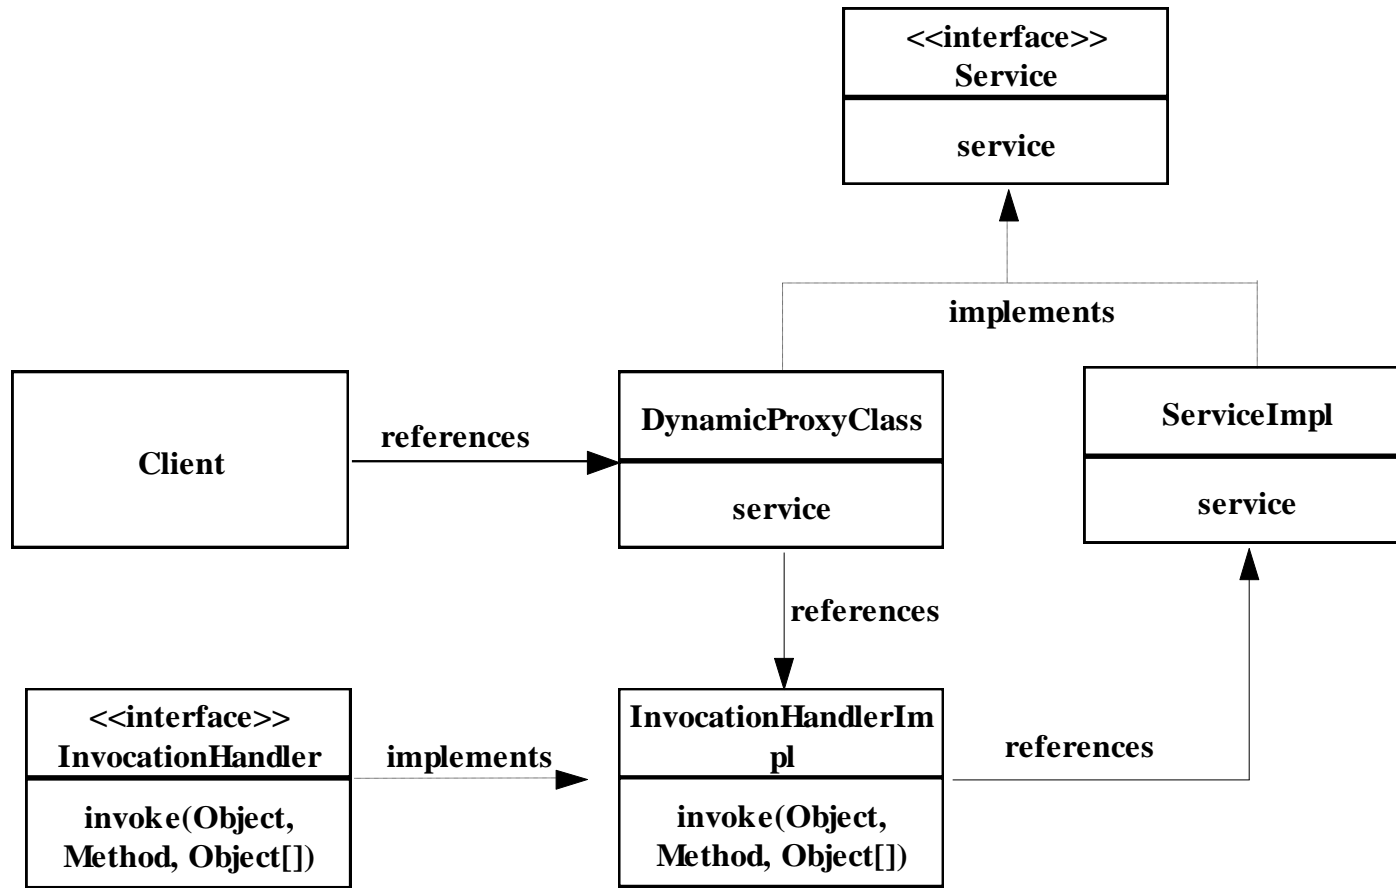 <<interface>>
Service
service
implements
Client
references
DynamicProxyClass
service
ServiceImpl
service
references
<<interface>>
InvocationHandler
invoke(Object,
Method, Object[])
implements
InvocationHandlerIm
pl
invoke(Object,
Method, Object[])
references